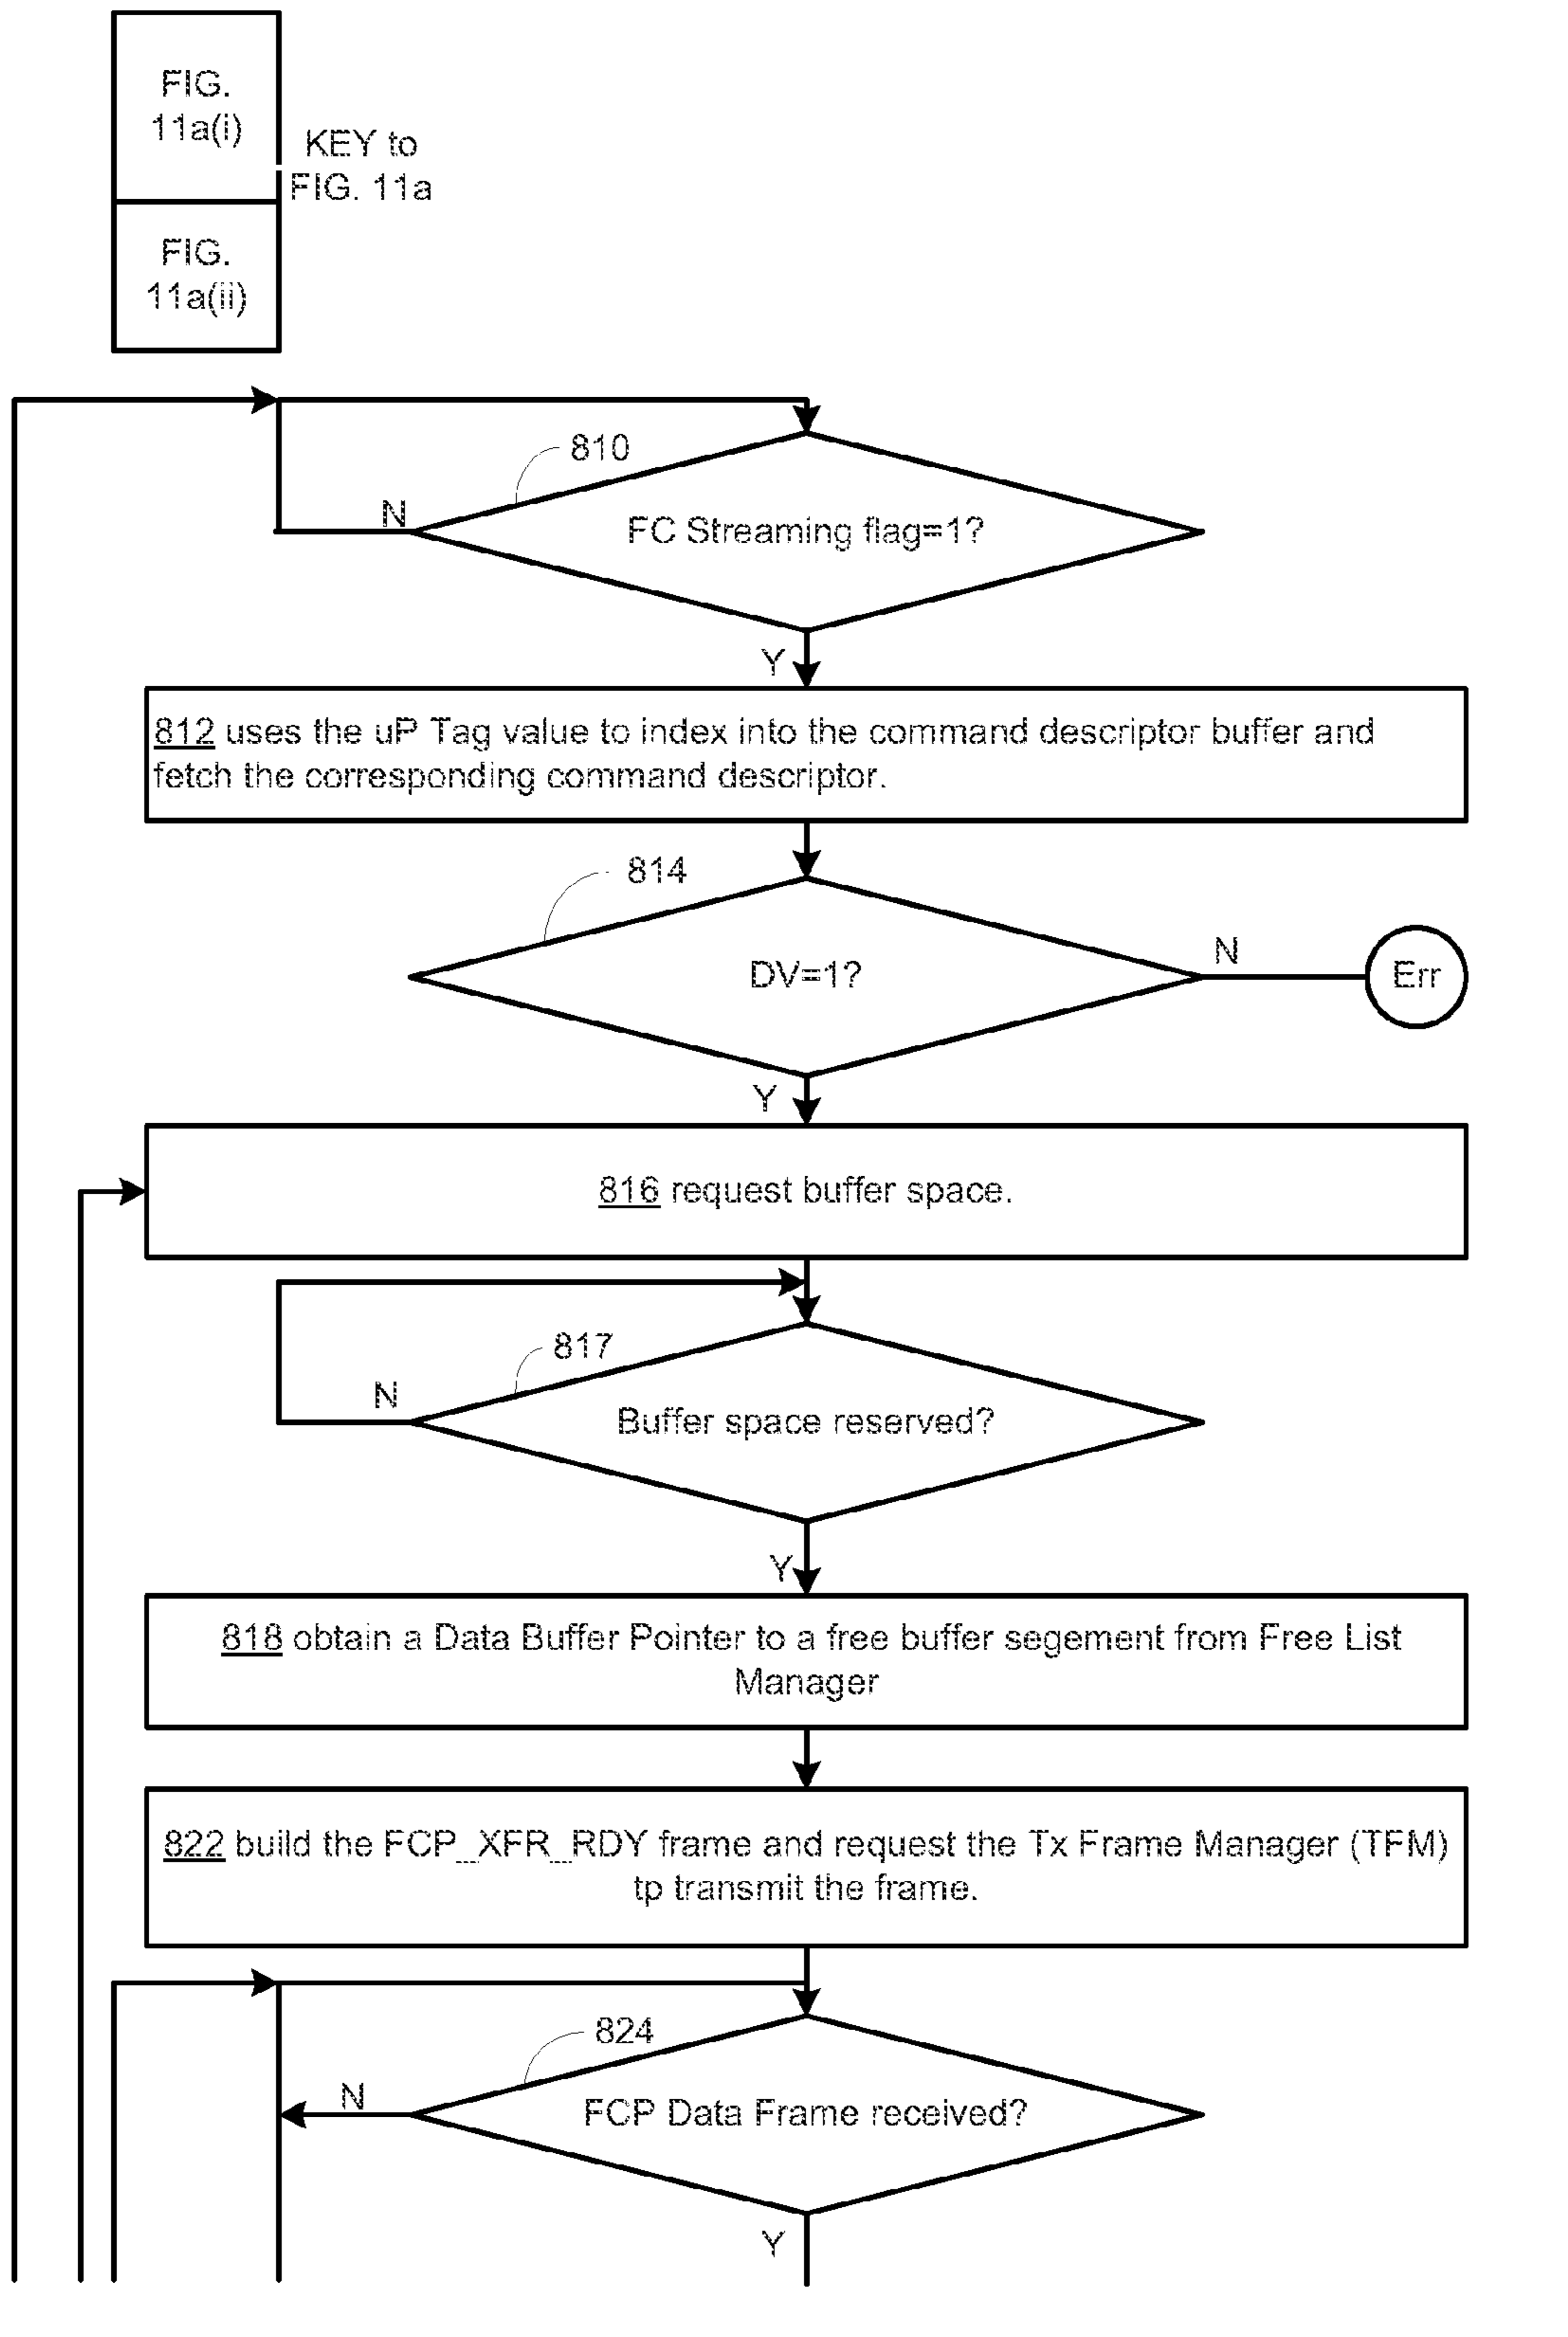 FIG.
11a(i)
KEY to
FIG. 11a
FIG.
11a(ii)
810
N
FC Streaming flag=1?
Y
812 uses the uP Tag value to index into the command descriptor buffer and
fetch the corresponding command descriptor.
814
DV=1?
N
Err
Y
816 request buffer space.
817
N
Buffer space reserved?
Y
818 obtain a Data Buffer Pointer to a free buffer segement from Free List
Manager
822 build the FCP_XFR_RDY frame and request the Tx Frame Manager (TFM)
tp transmit the frame.
824
N
FCP Data Frame received?
Y